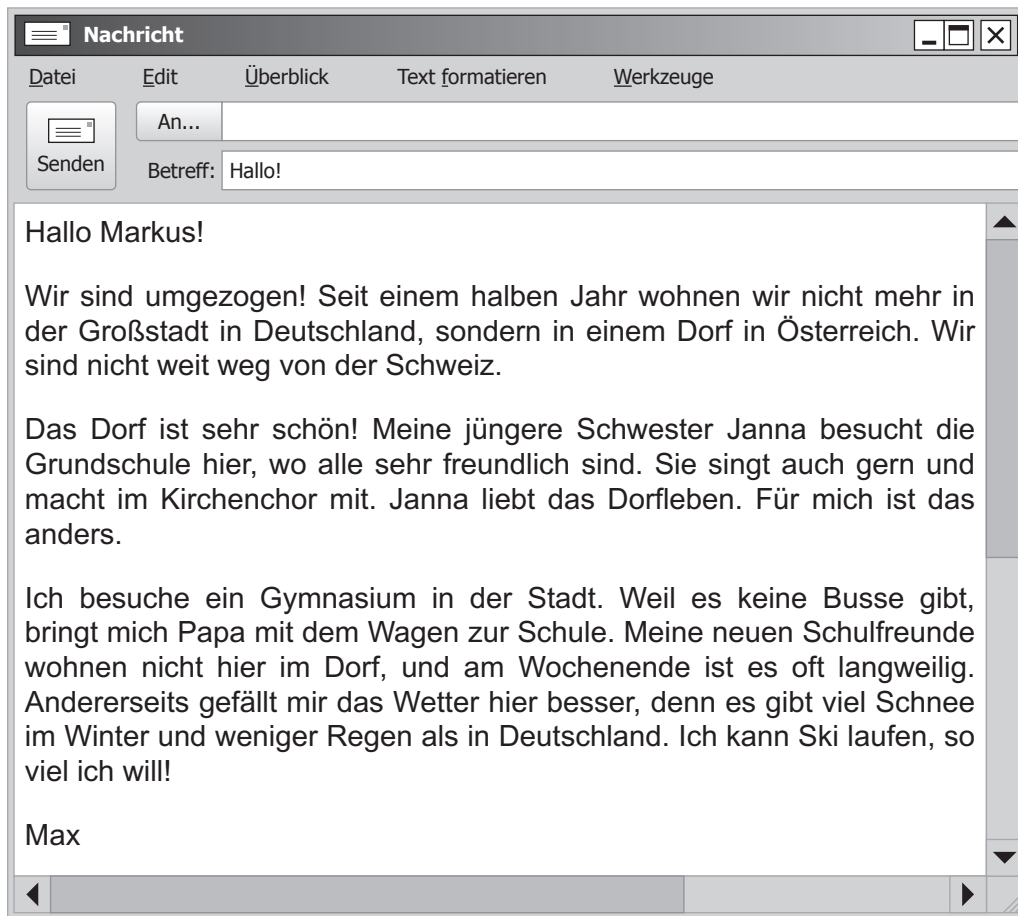 Nachricht
Datei Edit Überblick Text formatieren Werkzeuge
An...
Senden
Betreff: Hallo!
Hallo Markus!
Wir sind umgezogen! Seit einem halben Jahr wohnen wir nicht mehr in
der Großstadt in Deutschland, sondern in einem Dorf in Österreich. Wir
sind nicht weit weg von der Schweiz.
Das Dorf ist sehr schön! Meine jüngere Schwester Janna besucht die
Grundschule hier, wo alle sehr freundlich sind. Sie singt auch gern und
macht im Kirchenchor mit. Janna liebt das Dorfleben. Für mich ist das
anders.
Ich besuche ein Gymnasium in der Stadt. Weil es keine Busse gibt,
bringt mich Papa mit dem Wagen zur Schule. Meine neuen Schulfreunde
wohnen nicht hier im Dorf, und am Wochenende ist es oft langweilig.
Andererseits gefällt mir das Wetter hier besser, denn es gibt viel Schnee
im Winter und weniger Regen als in Deutschland. Ich kann Ski laufen, so
viel ich will!
Max